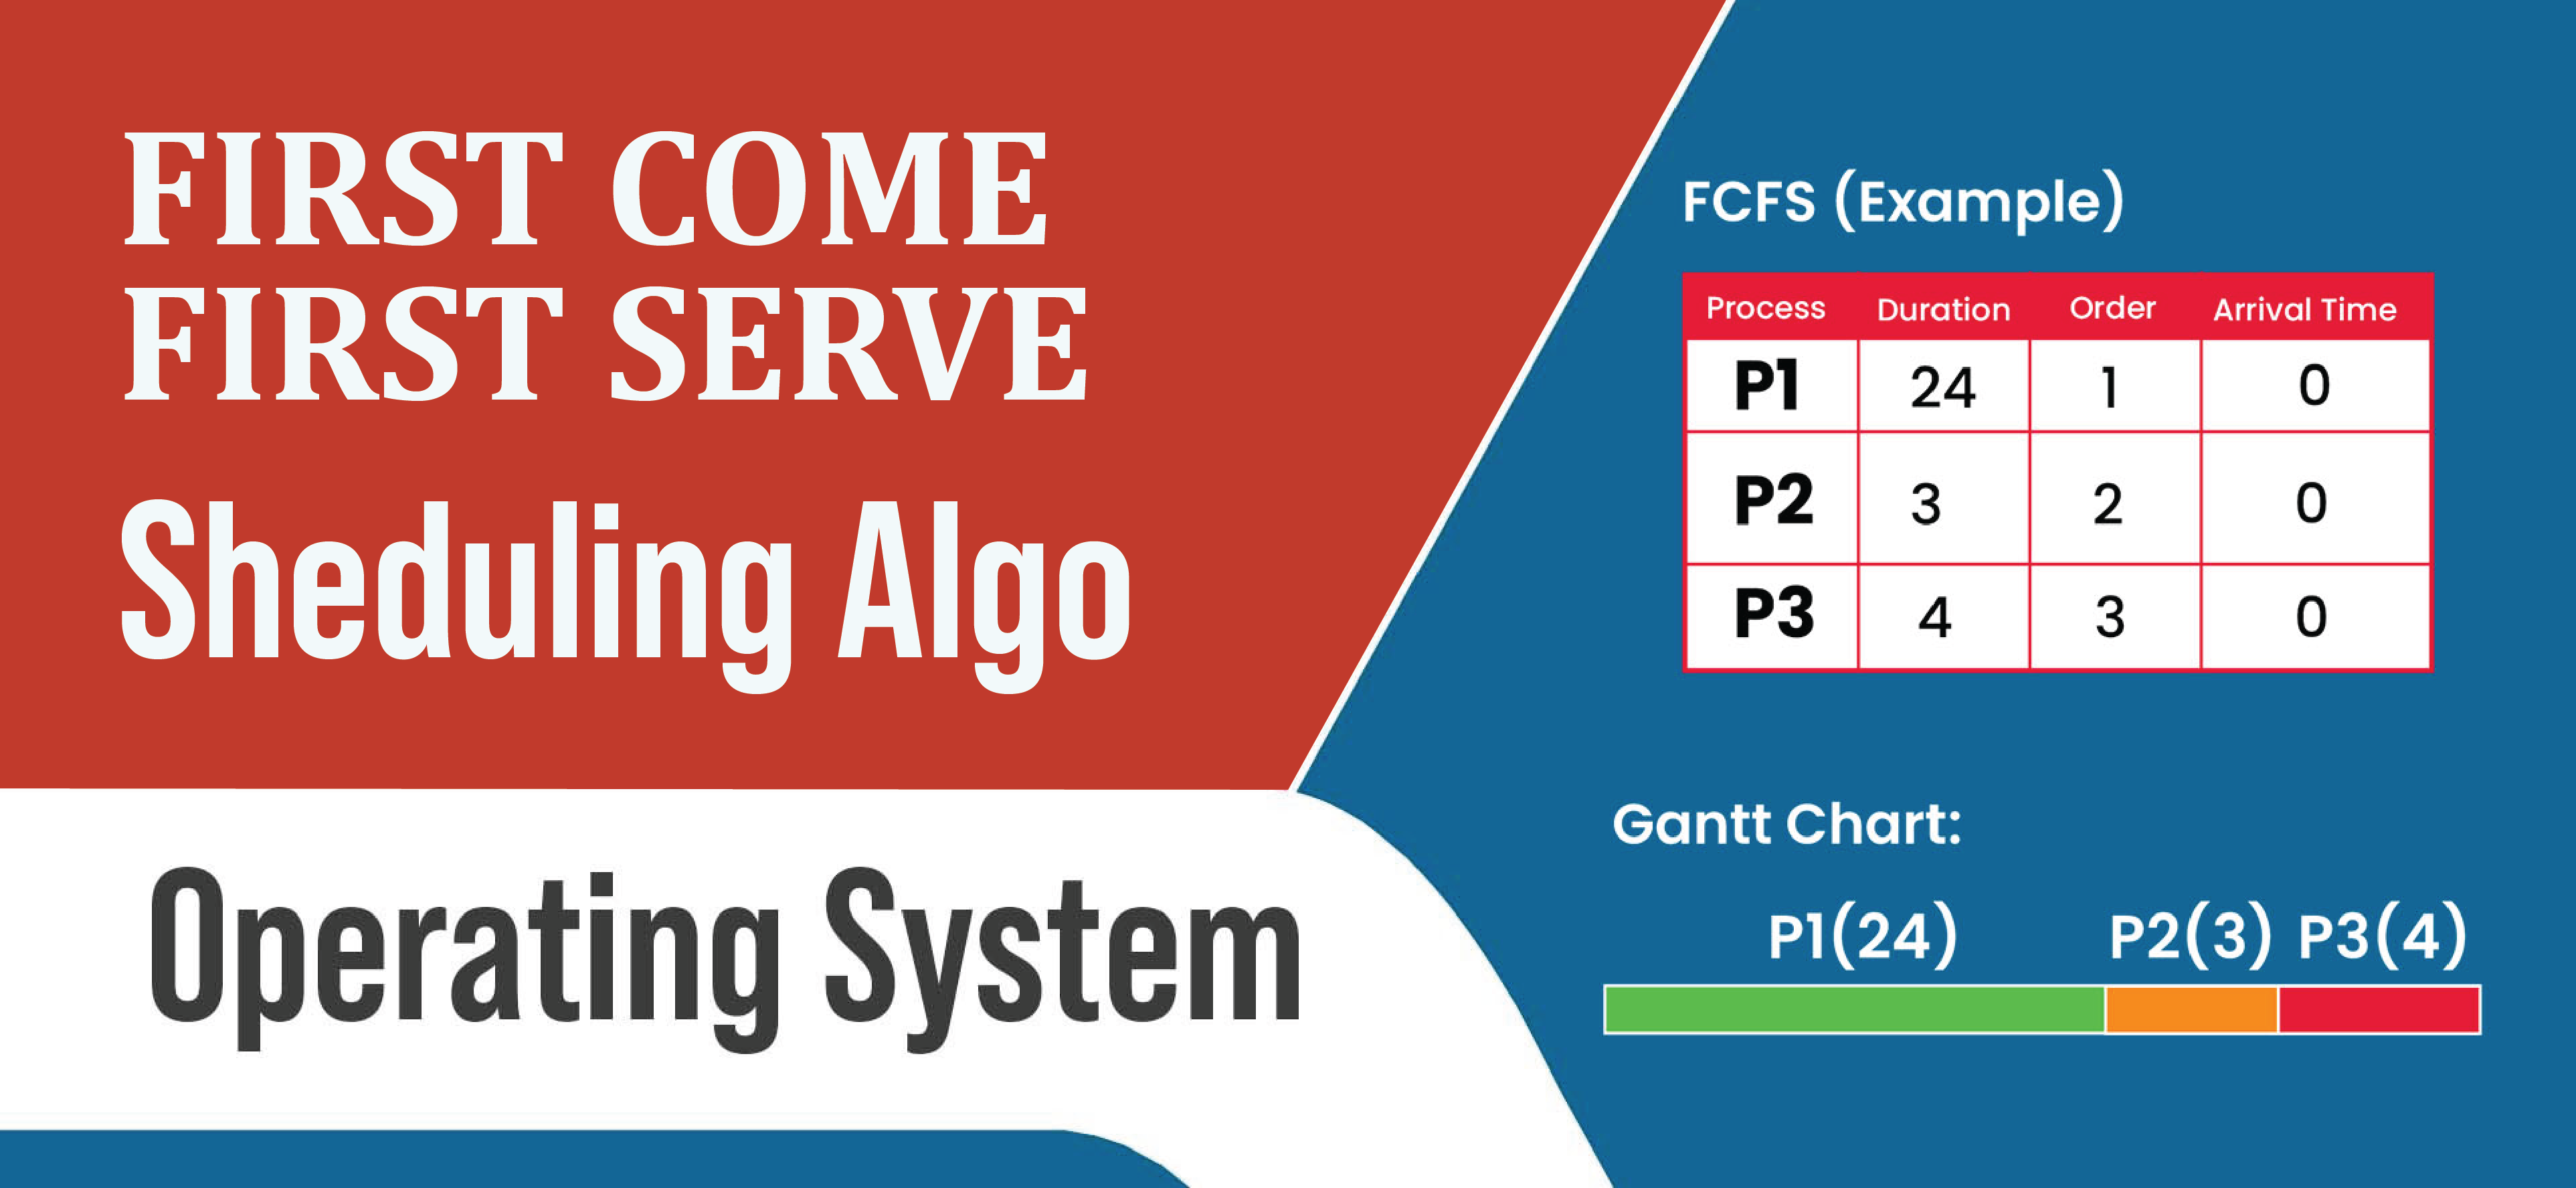 FIRST COME
FIRST SERVE
Sheduling Algo
Operating System
FCFS (Example)
Process Duration Order Arrival Time
P1 24 1 0
P2 3 2 0
P3 4 3 0
Gantt Chart:
P1(24) P2(3) P3(4)